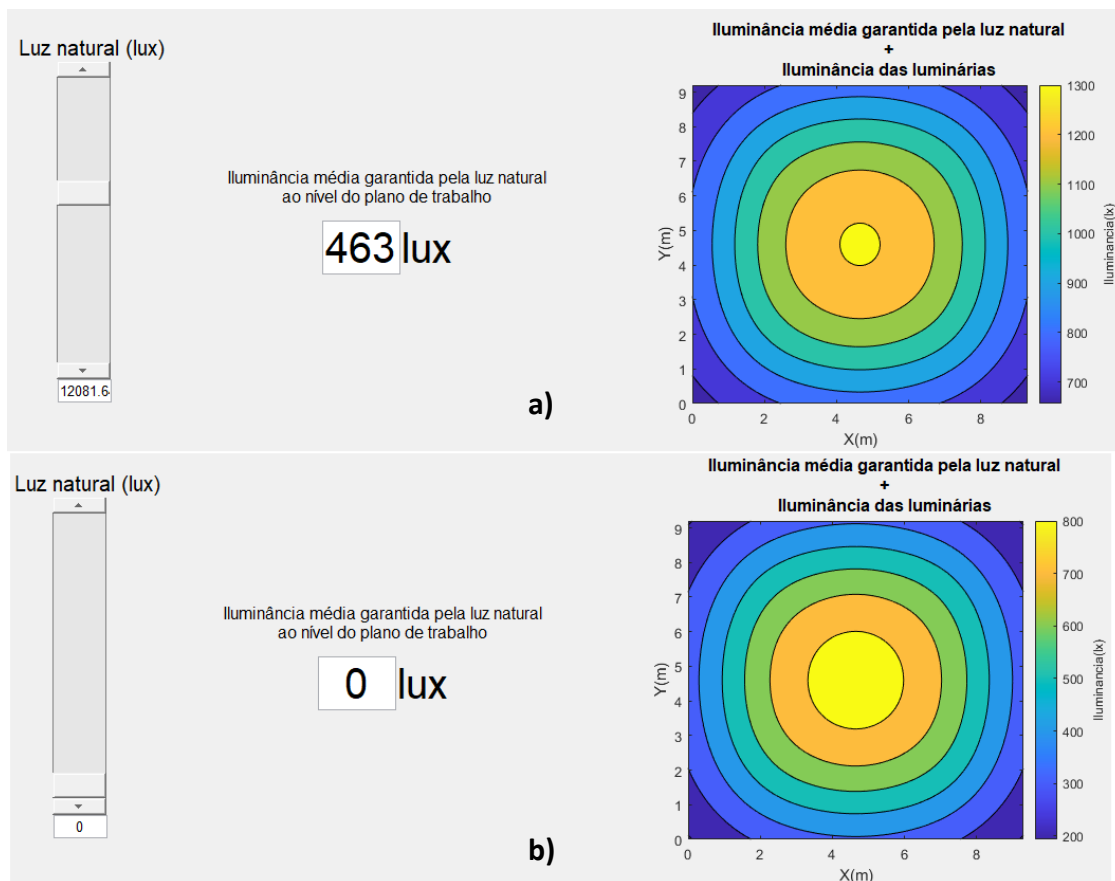 Luz natural (lux)
12081.6
Iluminância média garantida pela luz natural
ao nível do plano de trabalho
463 lux
a)
Iluminância média garantida pela luz natural
+
Iluminância das luminárias
9
8
7
6
5
4
3
2
1
0
Y(m)
0 2 4 6 8
X(m)
1300
1200
1100
1000
900
800
700
Iluminancia(lx)
Luz natural (lux)
0
Iluminância média garantida pela luz natural
ao nível do plano de trabalho
0 lux
b)
Iluminância média garantida pela luz natural
+
Iluminância das luminárias
9
8
7
6
5
4
3
2
1
0
Y(m)
0 2 4 6 8
X(m)
800
700
600
500
400
300
200
Iluminancia(lx)